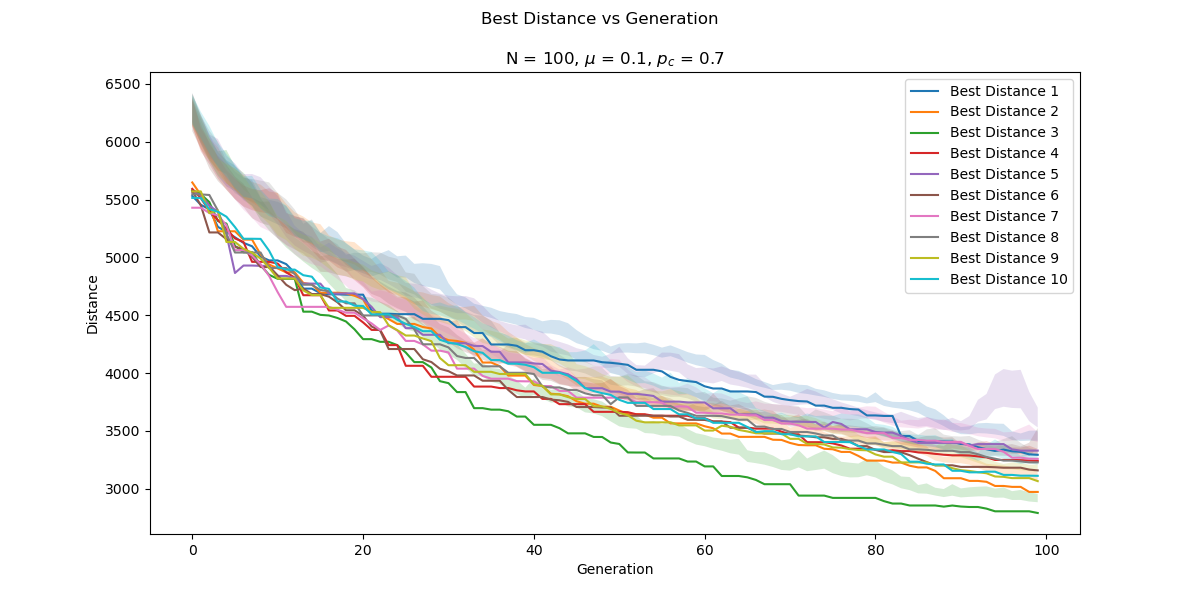 Best Distance vs Generation
N = 100, μ = 0.1, p_c = 0.7
6500
6000
5500
5000
4500
4000
3500
3000
Distance
0
20
40
60
80
100
Generation
Best Distance 1
Best Distance 2
Best Distance 3
Best Distance 4
Best Distance 5
Best Distance 6
Best Distance 7
Best Distance 8
Best Distance 9
Best Distance 10